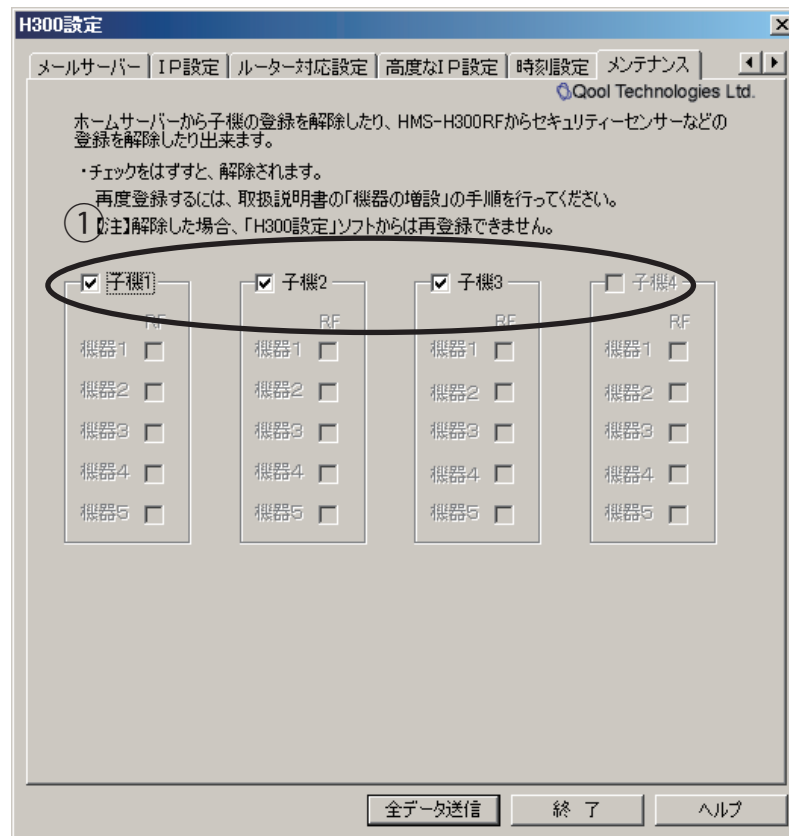 H300設定
メールサーバー IP設定 ルーター対応設定 高度なIP設定 時刻設定 メンテナンス
Qool Technologies Ltd.
ホームサーバーから子機の登録を解除したり、HMS-H300RFからセキュリティーセンサーなどの
登録を解除したり出来ます。
・チェックをはずすと、解除されます。
再度登録するには、取扱説明書の「機器の増設」の手順を行ってください。
①
【注】解除した場合、「H300設定」ソフトからは再登録できません。
子機1 子機2 子機3 子機4
RF RF RF RF
機器1 機器1 機器1 機器1
機器2 機器2 機器2 機器2
機器3 機器3 機器3 機器3
機器4 機器4 機器4 機器4
機器5 機器5 機器5 機器5
全データ送信 終 了 ヘルプ